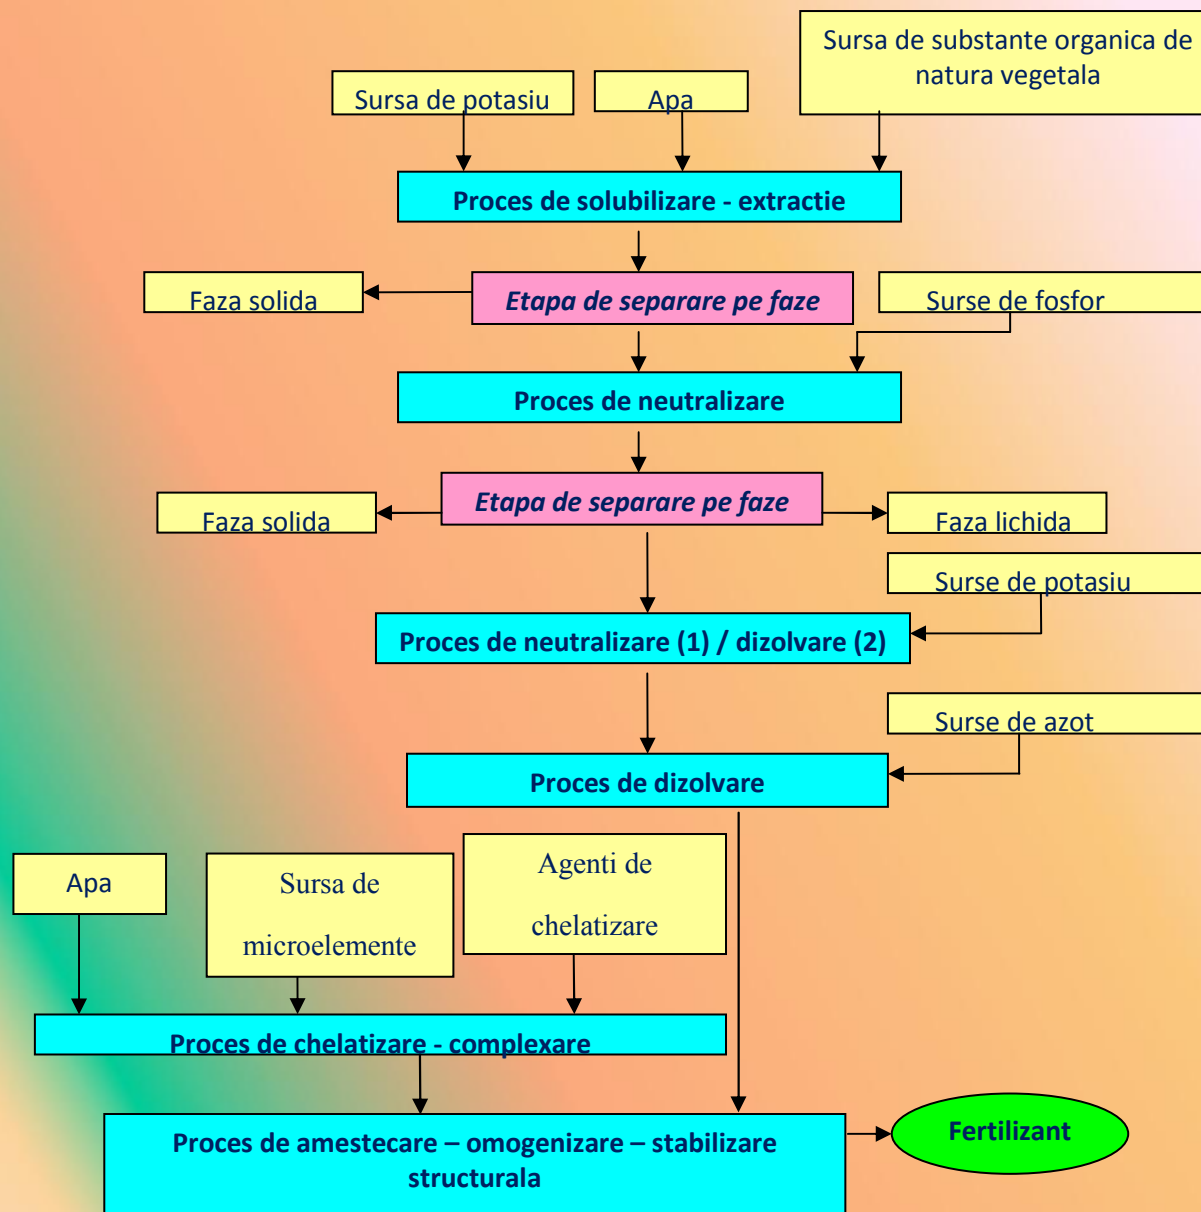 Sursa de substante organica de
natura vegetala
Sursa de potasiu
Apa
Proces de solubilizare - extractie
Faza solida
Etapa de separare pe faze
Surse de fosfor
Proces de neutralizare
Etapa de separare pe faze
Faza solida
Faza lichida
Surse de potasiu
Proces de neutralizare (1) / dizolvare (2)
Surse de azot
Proces de dizolvare
Apa
Sursa de
microelemente
Agenti de
chelatizare
Proces de chelatizare - complexare
Proces de amestecare – omogenizare – stabilizare
structurala
Fertilizant